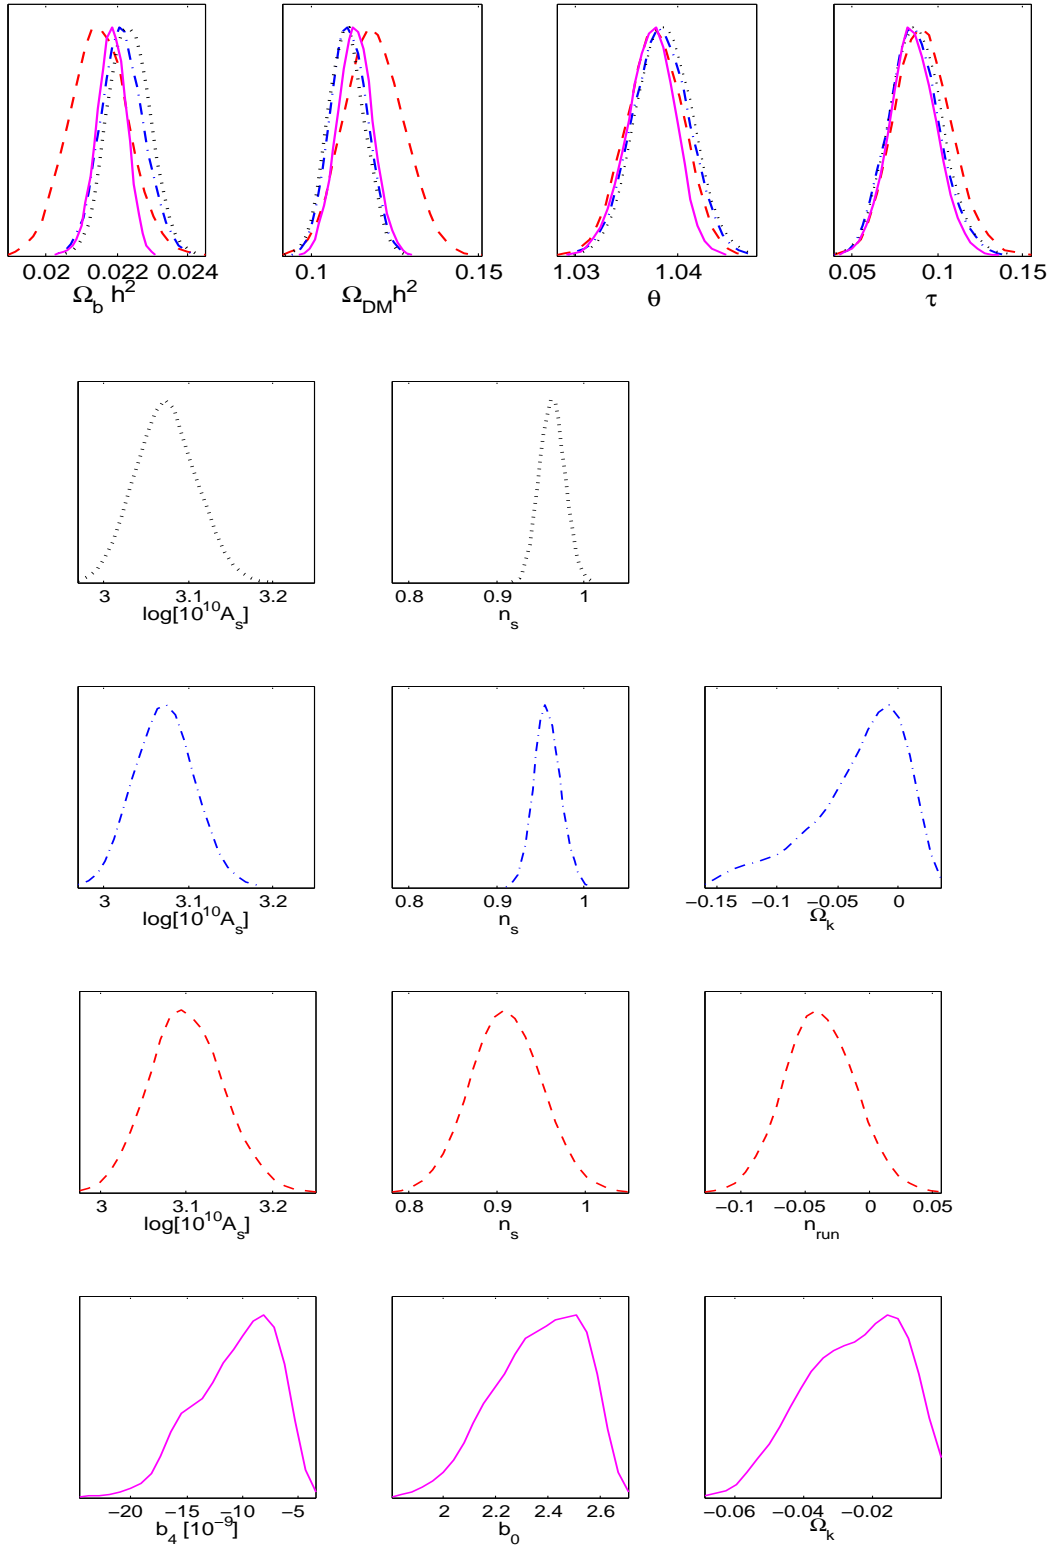 0.02 0.022 0.024 0.1 0.15 1.03 1.04 0.05 0.1 0.15
Ω_b h^2 Ω_DM h^2 θ τ
3 3.1 3.2 0.8 0.9 1
log[10^10 A_s] n_s
3 3.1 3.2 0.8 0.9 1 −0.15 −0.1 −0.05 0
log[10^10 A_s] n_s Ω_k
3 3.1 3.2 0.8 0.9 1 −0.1 −0.05 0 0.05
log[10^10 A_s] n_s n_run
−20 −15 −10 −5 2 2.2 2.4 2.6 −0.06 −0.04 −0.02
b_4 [10^−9] b_0 Ω_k